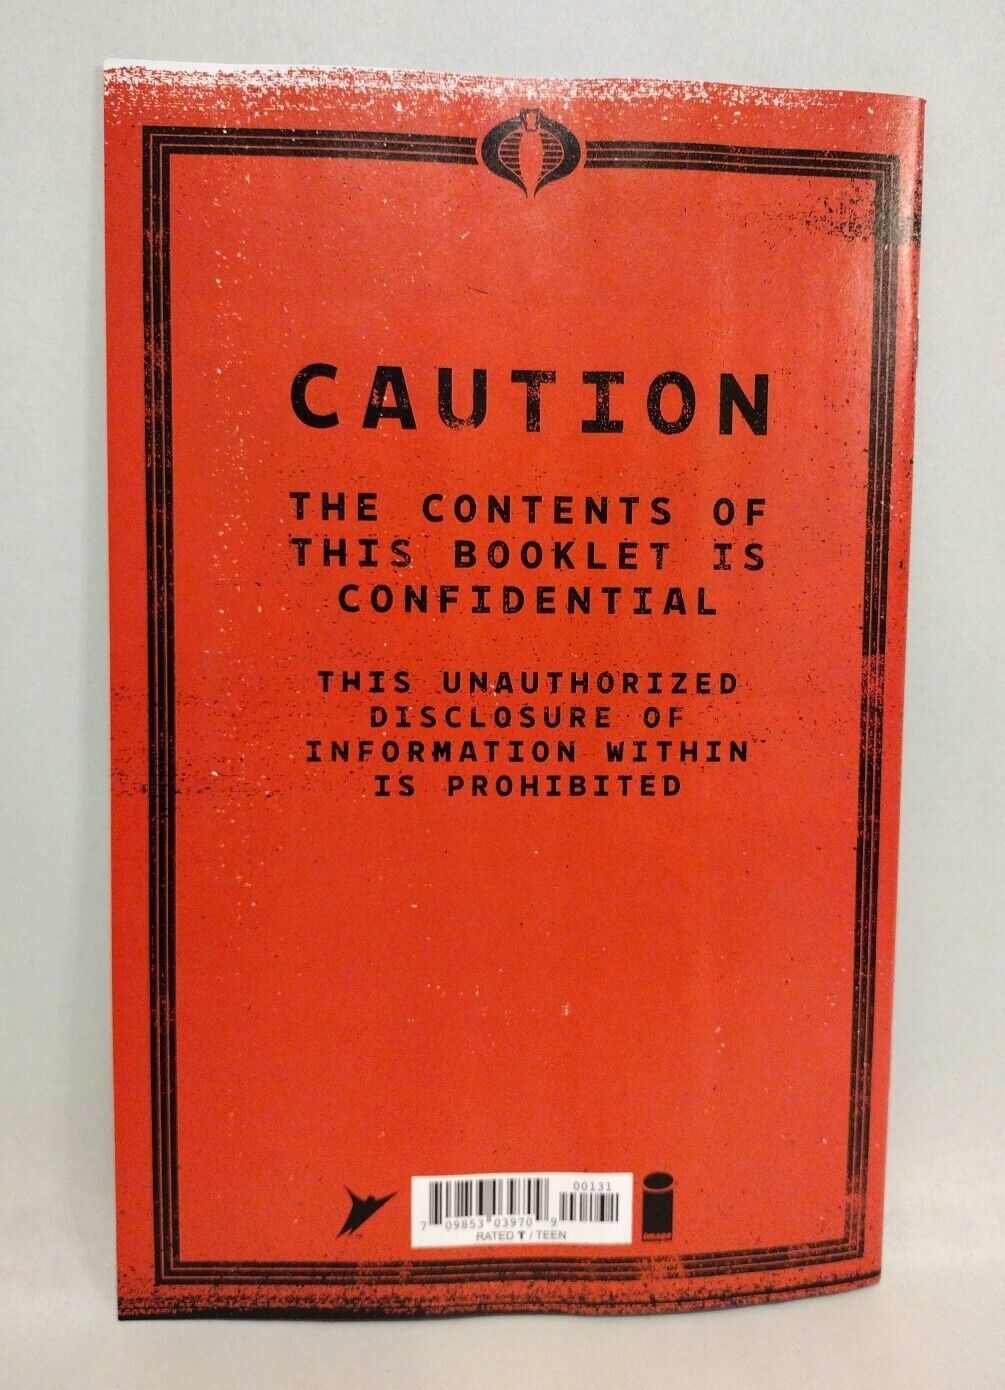 CAUTION
THE CONTENTS OF
THIS BOOKLET IS
CONFIDENTIAL
THIS UNAUTHORIZED
DISCLOSURE OF
INFORMATION WITHIN
IS PROHIBITED
00131
7 09853 03970 9
RATED T / TEEN